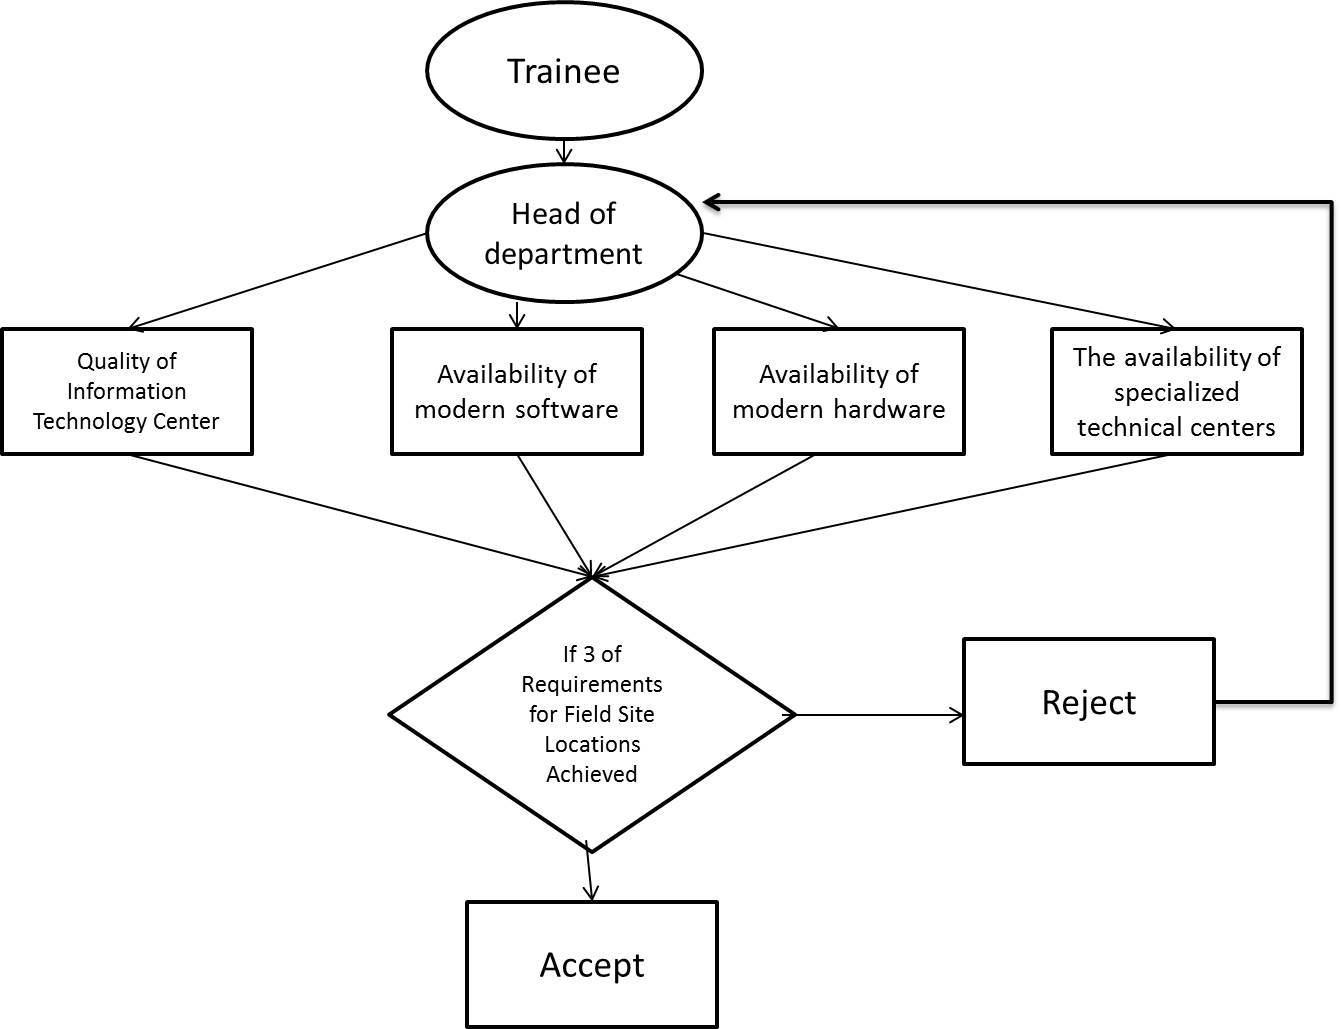 Trainee
Head of
department
Quality of
Information
Technology Center
Availability of
modern software
Availability of
modern hardware
The availability of
specialized
technical centers
If 3 of
Requirements
for Field Site
Locations
Achieved
Reject
Accept